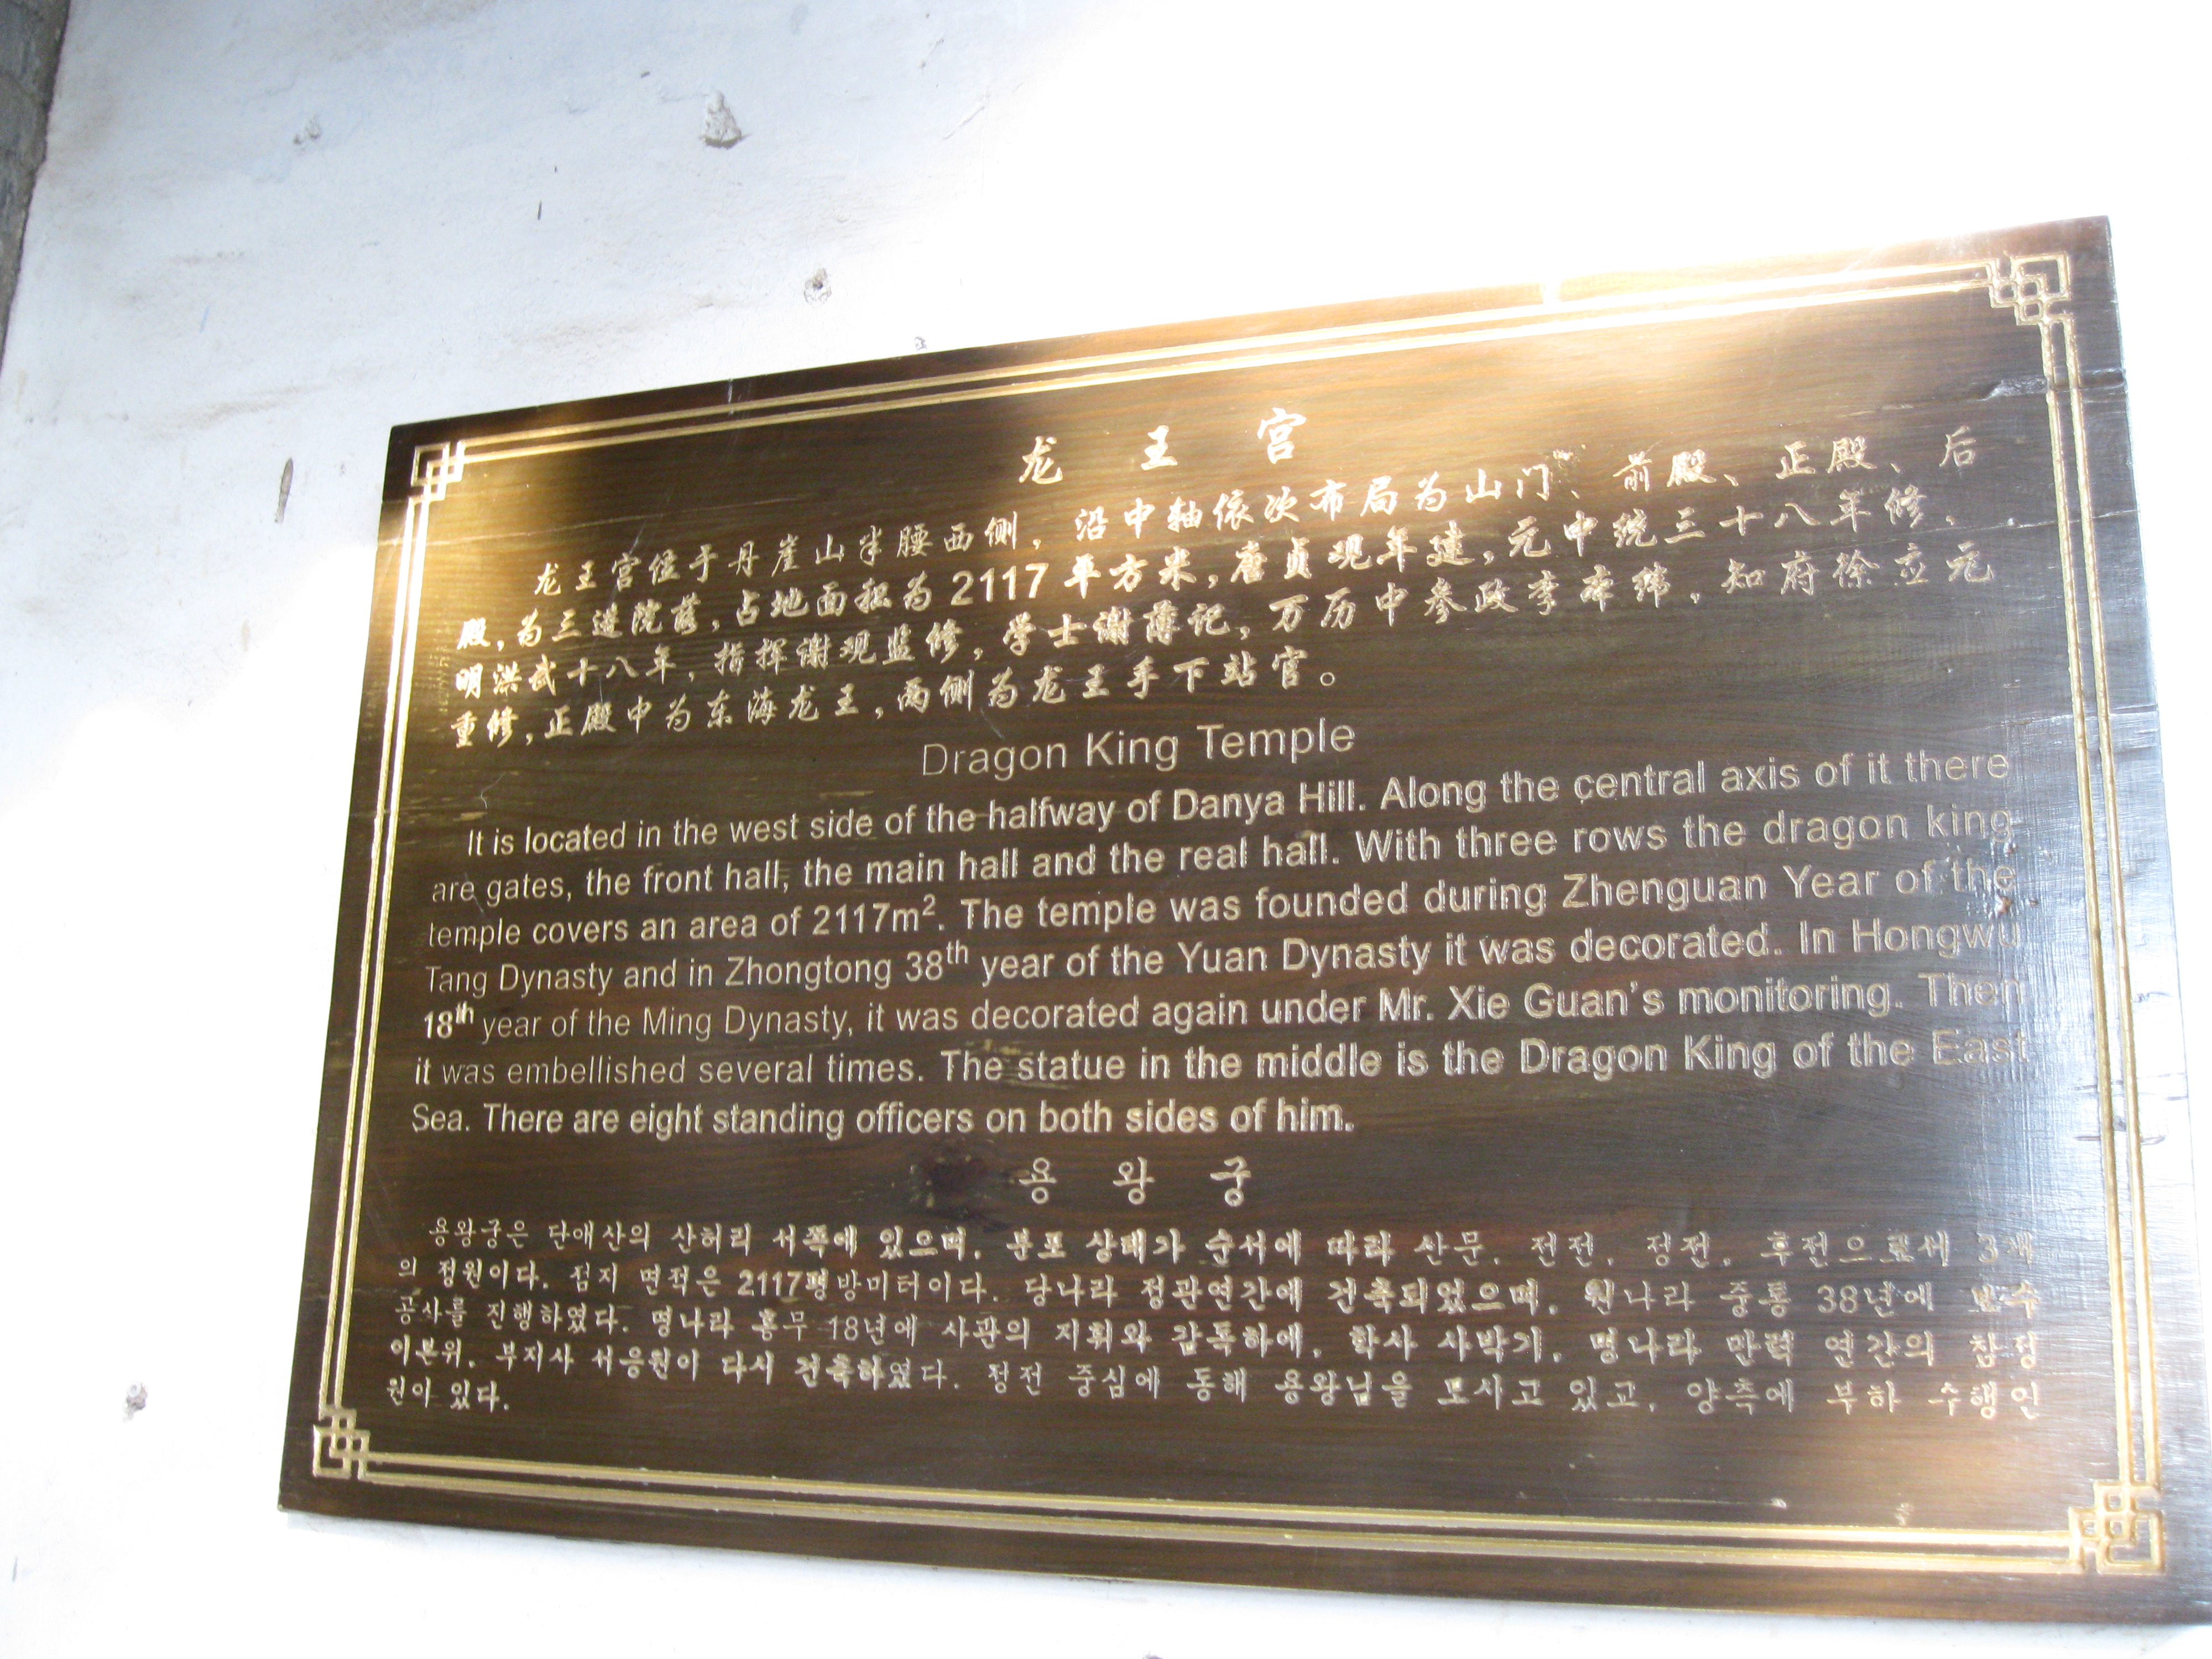 龙 王 宫
龙王宫位于丹崖山半腰西侧，沿中轴依次布局为山门、前殿、正殿、后
殿，为三进院落，占地面积为2117平方米，唐贞观年建，元中统三十八年修、
明洪武十八年，指挥谢观监修，学士谢薄记，万历中参政李本纬、知府徐应元
重修，正殿中为东海龙王，两侧为龙王手下站官。
Dragon King Temple
It is located in the west side of the halfway of Danya Hill. Along the central axis of it there
are gates, the front hall, the main hall and the real hall. With three rows the dragon king
temple covers an area of 2117m². The temple was founded during Zhenguan Year of the
Tang Dynasty and in Zhongtong 38th year of the Yuan Dynasty it was decorated. In Hongwu
18th year of the Ming Dynasty, it was decorated again under Mr. Xie Guan's monitoring. Then
it was embellished several times. The statue in the middle is the Dragon King of the East
Sea. There are eight standing officers on both sides of him.
용 왕 궁
용왕궁은 단애산의 산허리 서쪽에 있으며, 분포 상태가 순서에 따라 산문, 전전, 정전, 후전으로서 3개
의 정원이다. 점지 면적은 2117평방미터이다. 당나라 정관연간에 건축되었으며, 원나라 중통 38년에 보수
공사를 진행하였다. 명나라 홍무 18년에 사관의 지휘와 감독하에, 학사 사박기, 명나라 만력 연간의 참정
이본위, 부지사 서응원이 다시 건축하였다. 정전 중심에 동해 용왕님을 모시고 있고, 양측에 부하 수행인
원이 있다.